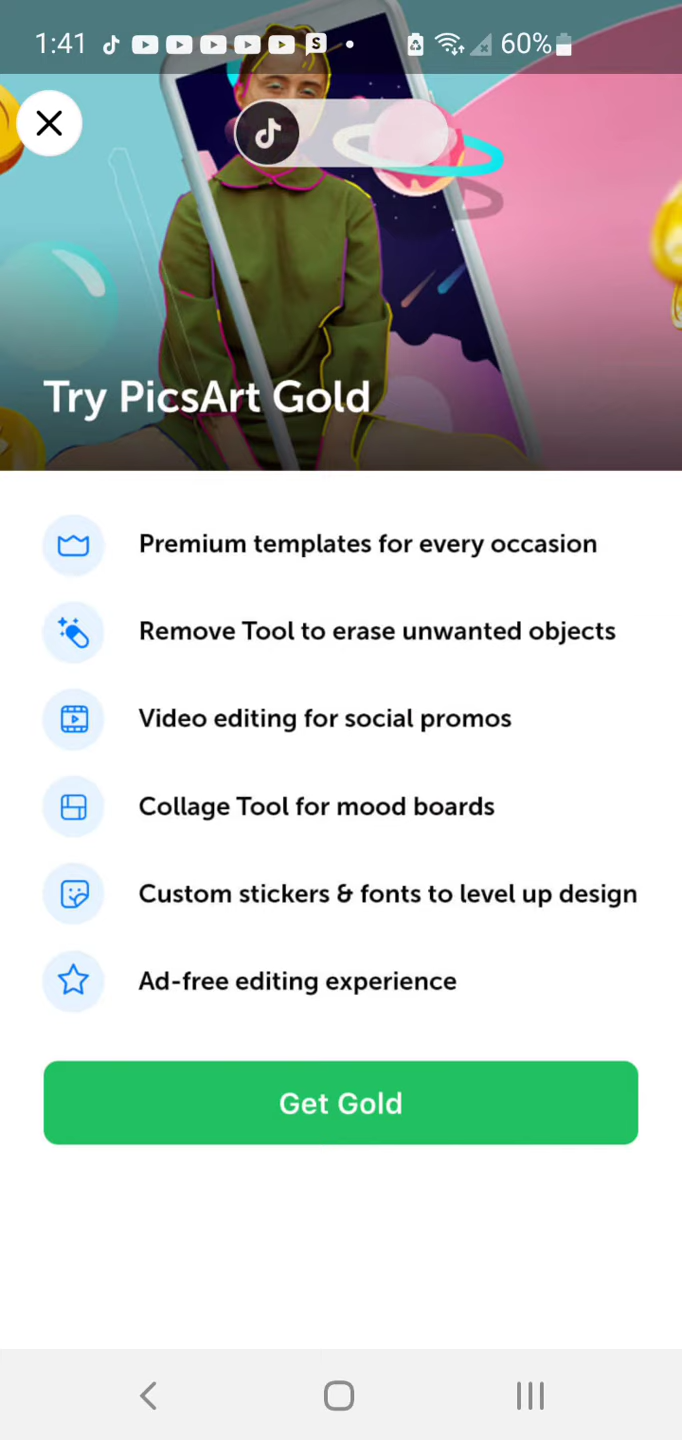 1:41 60%
Try PicsArt Gold
Premium templates for every occasion
Remove Tool to erase unwanted objects
Video editing for social promos
Collage Tool for mood boards
Custom stickers & fonts to level up design
Ad-free editing experience
Get Gold